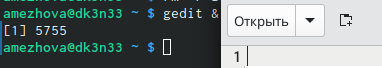 amezhova@dk3n33 ~ $ gedit &
[1] 5755
amezhova@dk3n33 ~ $
Открыть
1